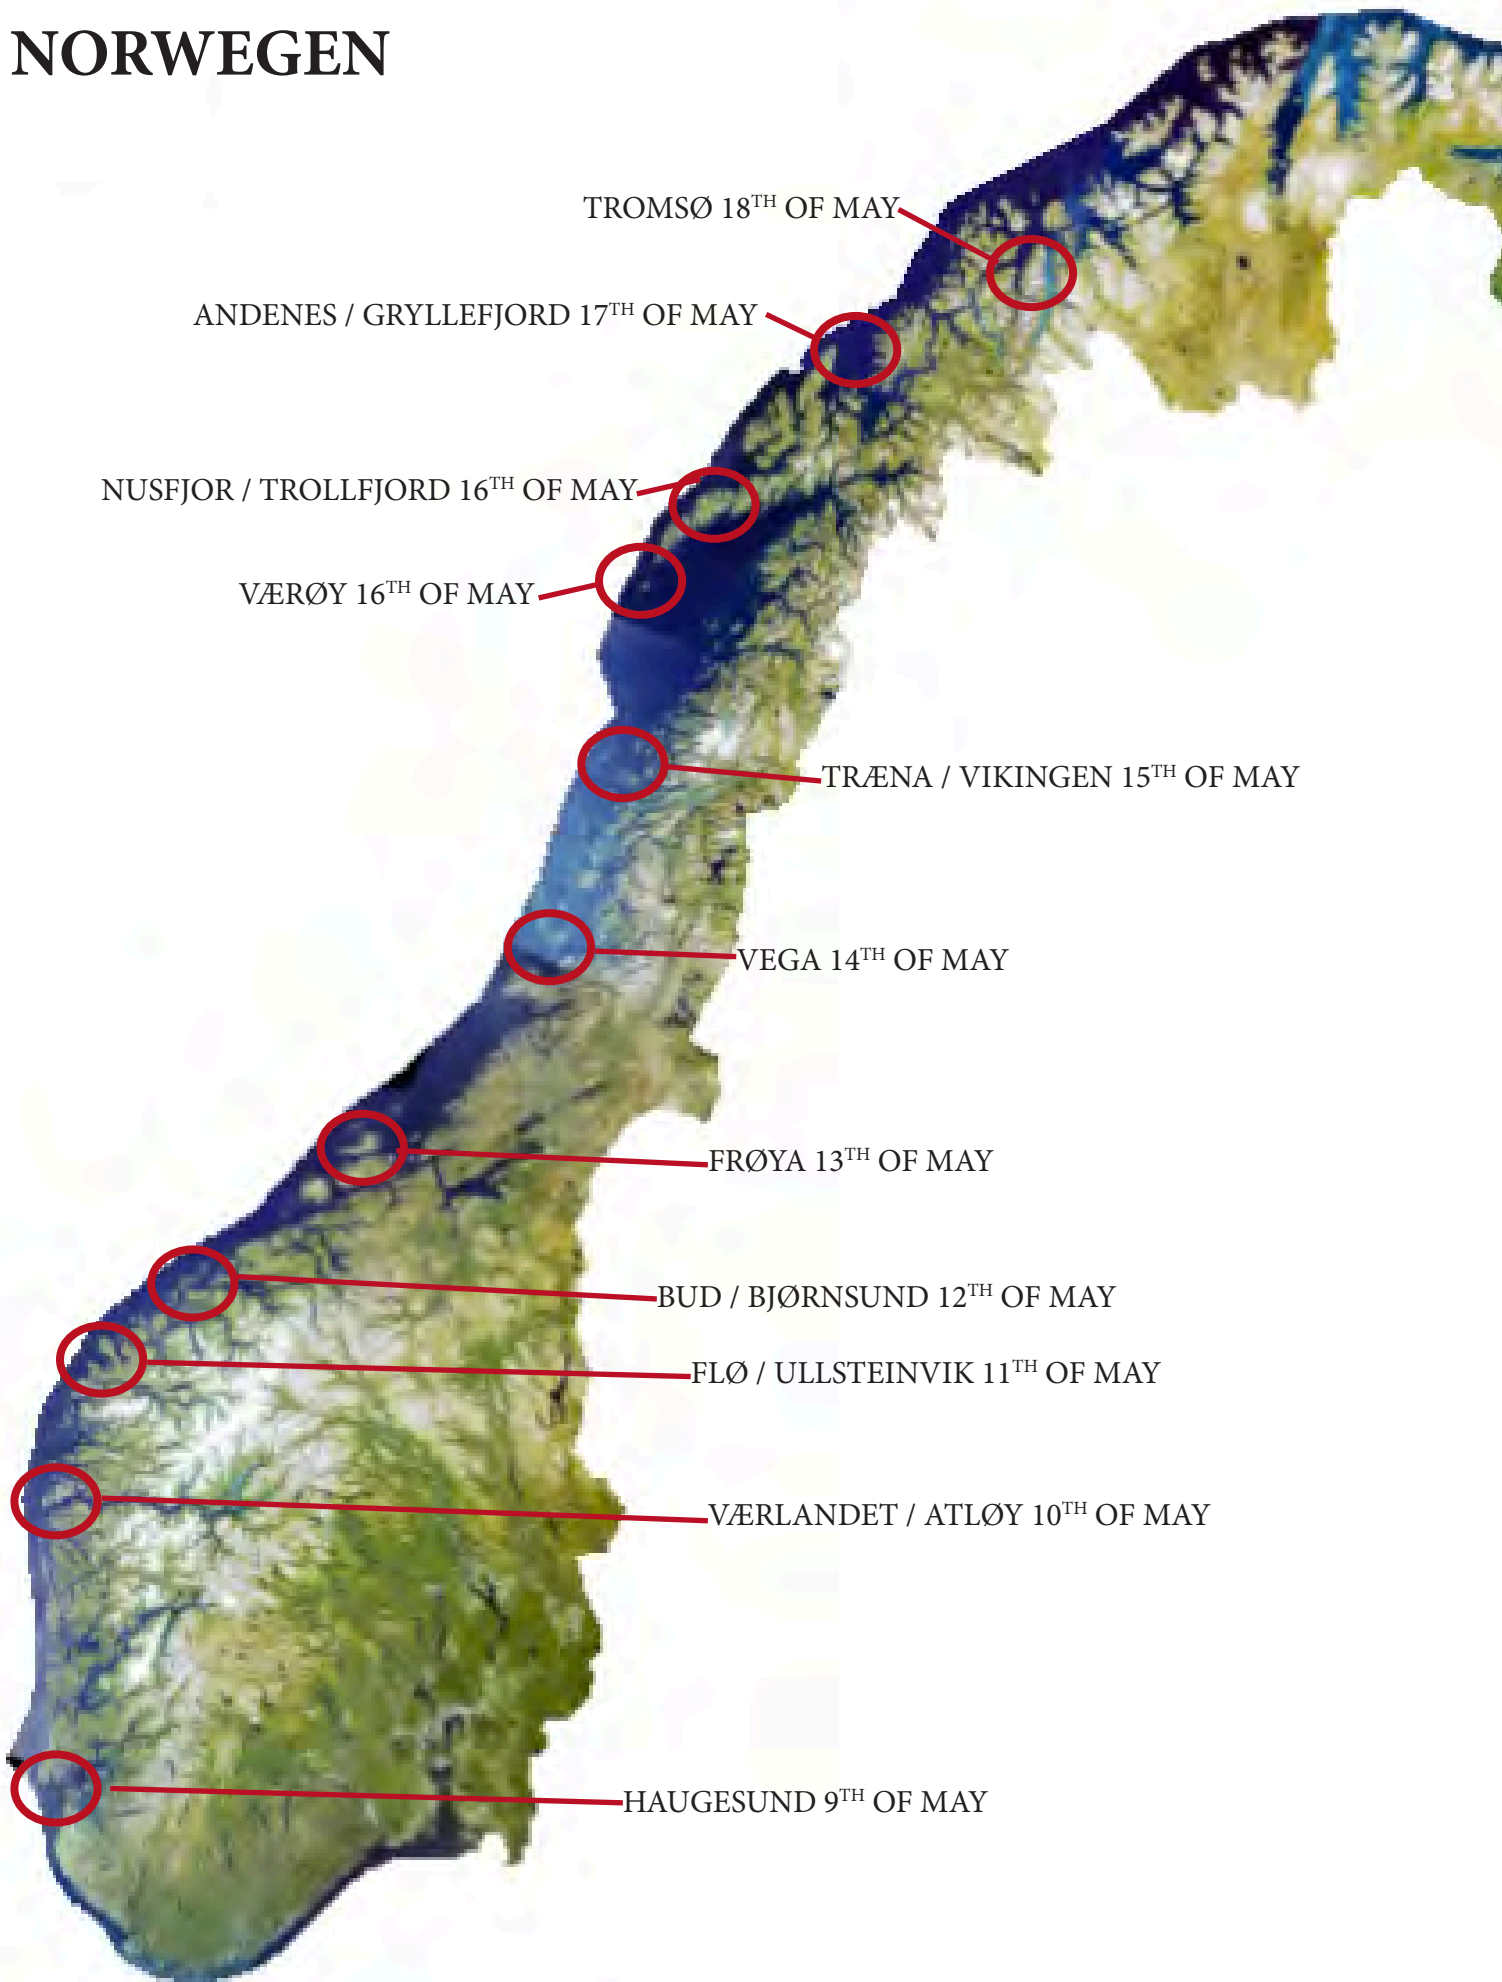 NORWEGEN
TROMSØ 18TH OF MAY
ANDENES / GRYLLEFJORD 17TH OF MAY
NUSFJOR / TROLLFJORD 16TH OF MAY
VÆRØY 16TH OF MAY
TRÆNA / VIKINGEN 15TH OF MAY
VEGA 14TH OF MAY
FRØYA 13TH OF MAY
BUD / BJØRNSUND 12TH OF MAY
FLØ / ULLSTEINVIK 11TH OF MAY
VÆRLANDET / ATLØY 10TH OF MAY
HAUGESUND 9TH OF MAY